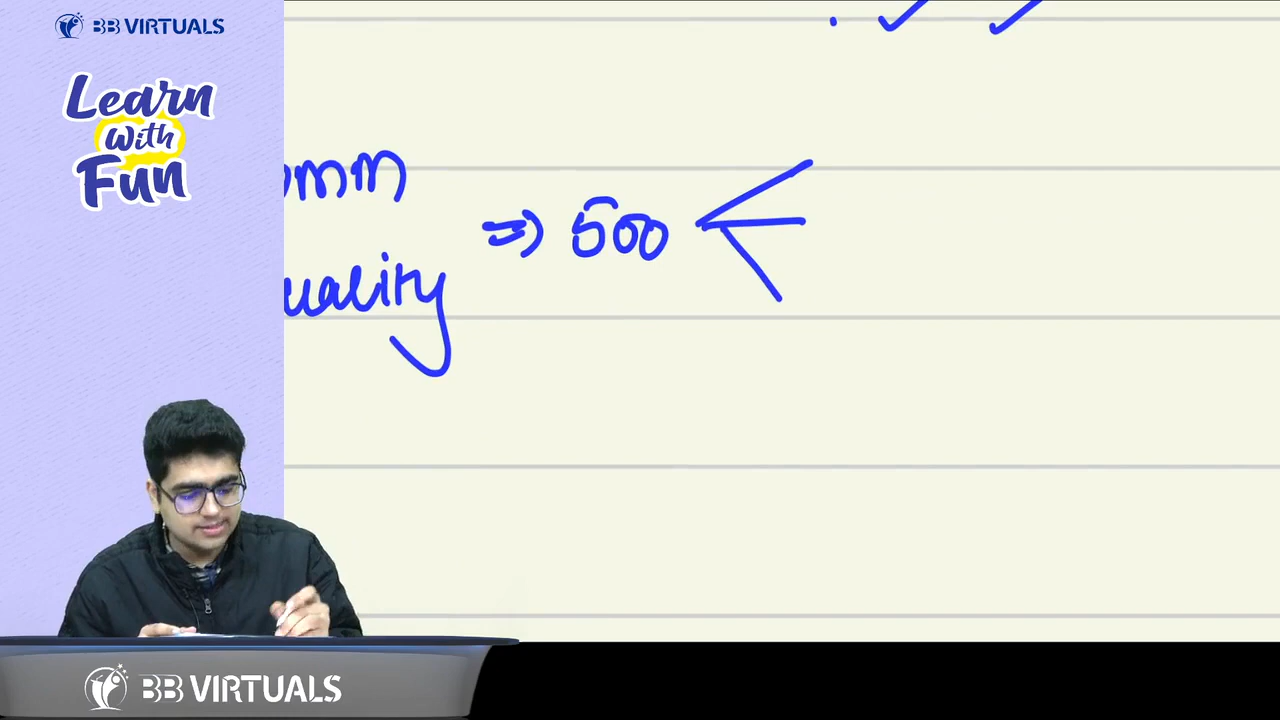 BB VIRTUALS
Learn
With
Fun
omm
uality
⇒ 500
BB VIRTUALS